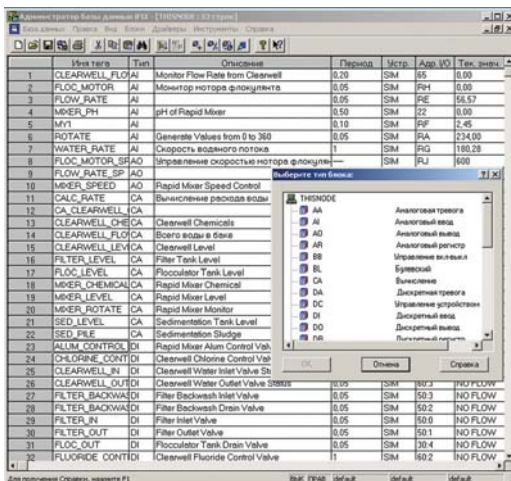 Администратор базы данных iFIX - [THISNODE : 53 строк]
База данных Правка Вид Блоки Драйверы Инструменты Справка
Имя тега Тип Описание Период Устр. Адр. I/O Тек. знач.
1 CLEARWELL_FLO AI Monitor Flow Rate from Clearwell 0,20 SIM 65 0,00
2 FLOC_MOTOR AI Монитор мотора флокулянта 0,05 SIM RH 0,00
3 FLOW_RATE AI 0,05 SIM RE 56,57
4 MIXER_PH AI pH of Rapid Mixer 0,50 SIM 22 0,00
5 MY1 AI 0,10 SIM RF 2,45
6 ROTATE AI Generate Values from 0 to 360 0,05 SIM RA 234,00
7 WATER_RATE AI Скорость водяного потока 1 SIM RG 180,28
8 FLOC_MOTOR_SP AO Управление скоростью мотора флокулян — SIM RJ 600
9 FLOW_RATE_SP AO
10 MIXER_SPEED AO Rapid Mixer Speed Control
11 CALC_RATE CA Вычисление расхода воды
12 CA_CLEARWELL_ CA
13 CLEARWELL_CHE CA Clearwell Chemicals
14 CLEARWELL_FLO CA Всего воды в баке
15 CLEARWELL_LEV CA Clearwell Level
16 FILTER_LEVEL CA Filter Tank Level
17 FLOC_LEVEL CA Flocculator Tank Level
18 MIXER_CHEMICAL CA Rapid Mixer Chemical
19 MIXER_LEVEL CA Rapid Mixer Level
20 MIXER_ROTATE CA Rapid Mixer Monitor
21 SED_LEVEL CA Sedimentation Tank Level
22 SED_PILE CA Sedimentation Sludge
23 ALUM_CONTROL DI Rapid Mixer Alum Control Val
24 CHLORINE_CONT DI Clearwell Chlorine Control Val
25 CLEARWELL_IN DI Clearwell Water Inlet Valve St
26 CLEARWELL_OUT DI Clearwell Water Outlet Valve Status 0,05 SIM 60:3 NO FLOW
27 FILTER_BACKWA DI Filter Backwash Inlet Valve 0,05 SIM 50:3 NO FLOW
28 FILTER_BACKWA DI Filter Backwash Drain Valve 0,05 SIM 50:2 NO FLOW
29 FILTER_IN DI Filter Inlet Valve 0,05 SIM 50:0 NO FLOW
30 FILTER_OUT DI Filter Outlet Valve 0,05 SIM 50:1 NO FLOW
31 FLOC_OUT DI Flocculator Tank Drain Valve 0,05 SIM 30:4 NO FLOW
32 FLUORIDE_CONT DI Clearwell Fluoride Control Valve 1 SIM 60:2 NO FLOW
Выберите тип блока:
THISNODE
AA Аналоговая тревога
AI Аналоговый ввод
AO Аналоговый вывод
AR Аналоговый регистр
BB Управление вкл-выкл
BL Булевский
CA Вычисление
DA Дискретная тревога
DC Управление устройством
DI Дискретный ввод
DO Дискретный вывод
DR Дискретный регистр
OK Отмена Справка
Для получения Справки, нажмите F1 ВЫК ПРАВ default default default